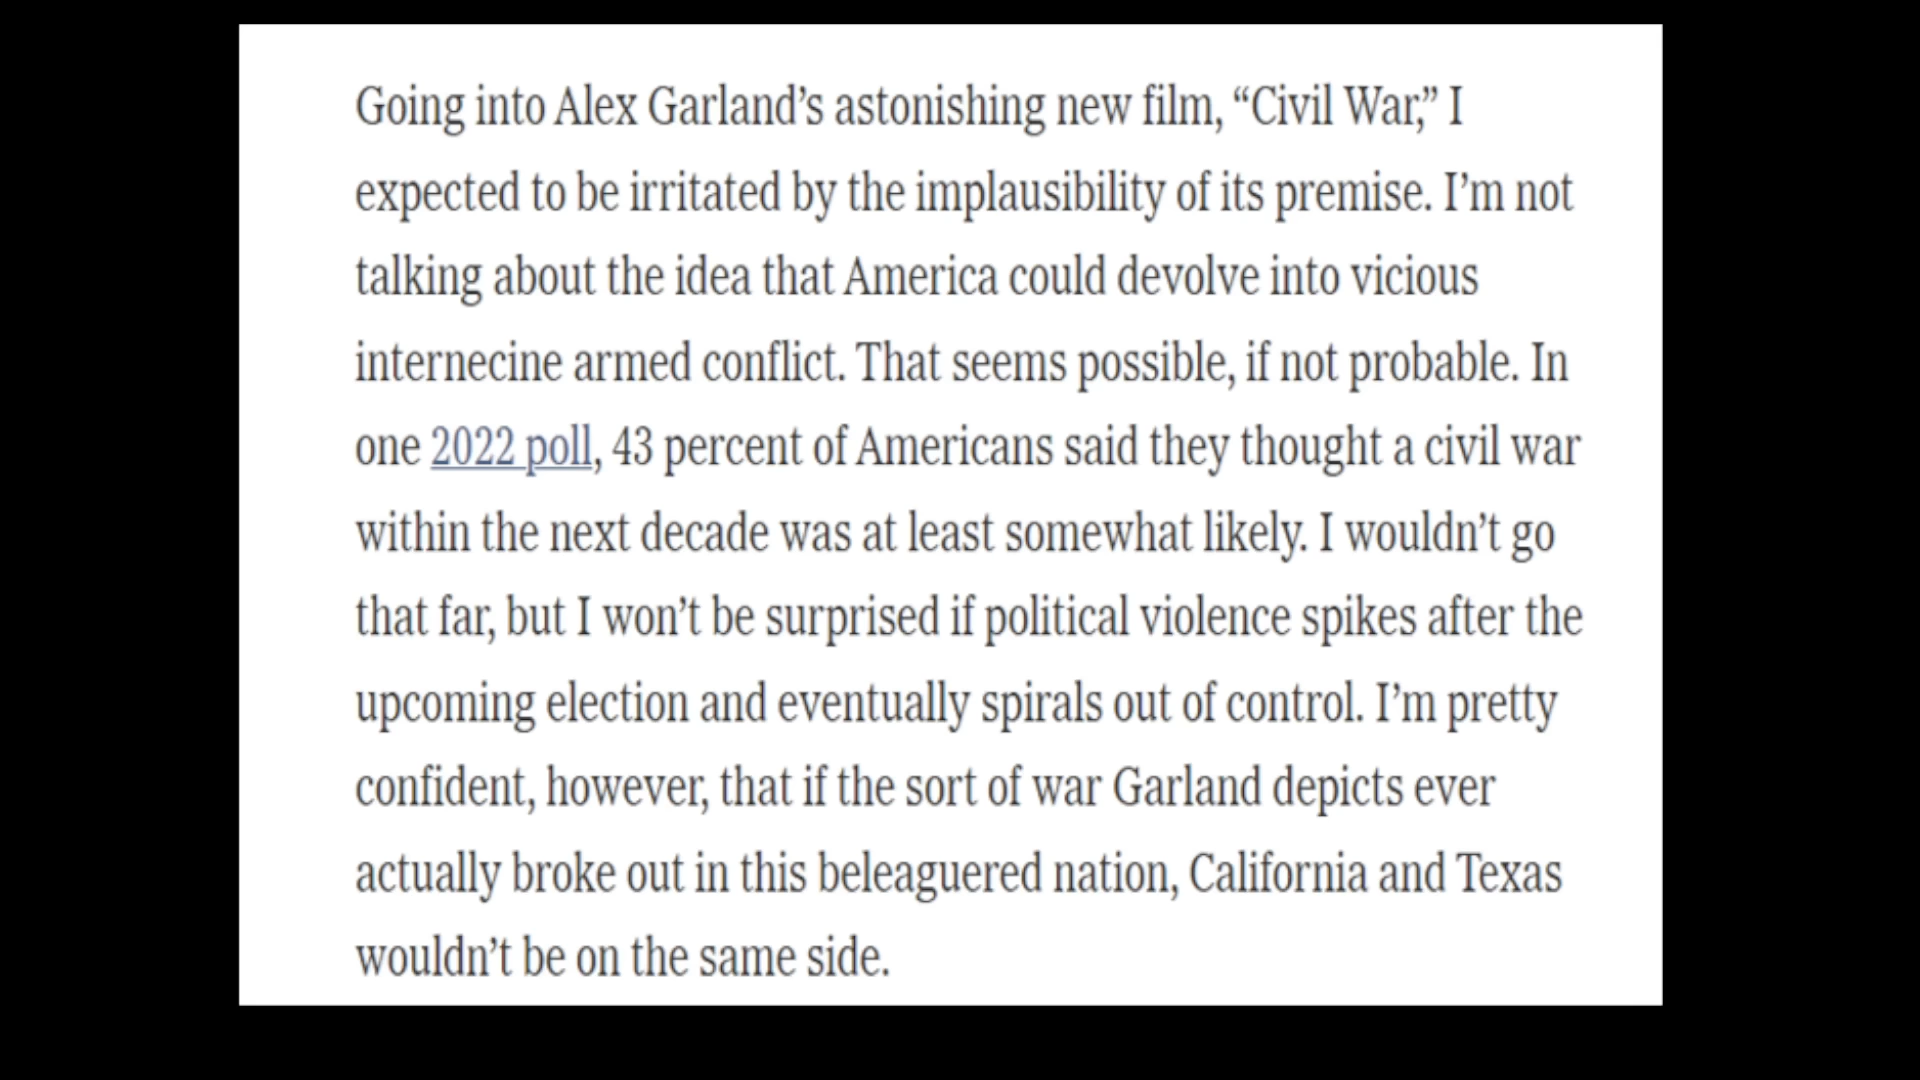 Going into Alex Garland’s astonishing new film, “Civil War,” I
expected to be irritated by the implausibility of its premise. I’m not
talking about the idea that America could devolve into vicious
internecine armed conflict. That seems possible, if not probable. In
one 2022 poll, 43 percent of Americans said they thought a civil war
within the next decade was at least somewhat likely. I wouldn’t go
that far, but I won’t be surprised if political violence spikes after the
upcoming election and eventually spirals out of control. I’m pretty
confident, however, that if the sort of war Garland depicts ever
actually broke out in this beleaguered nation, California and Texas
wouldn’t be on the same side.